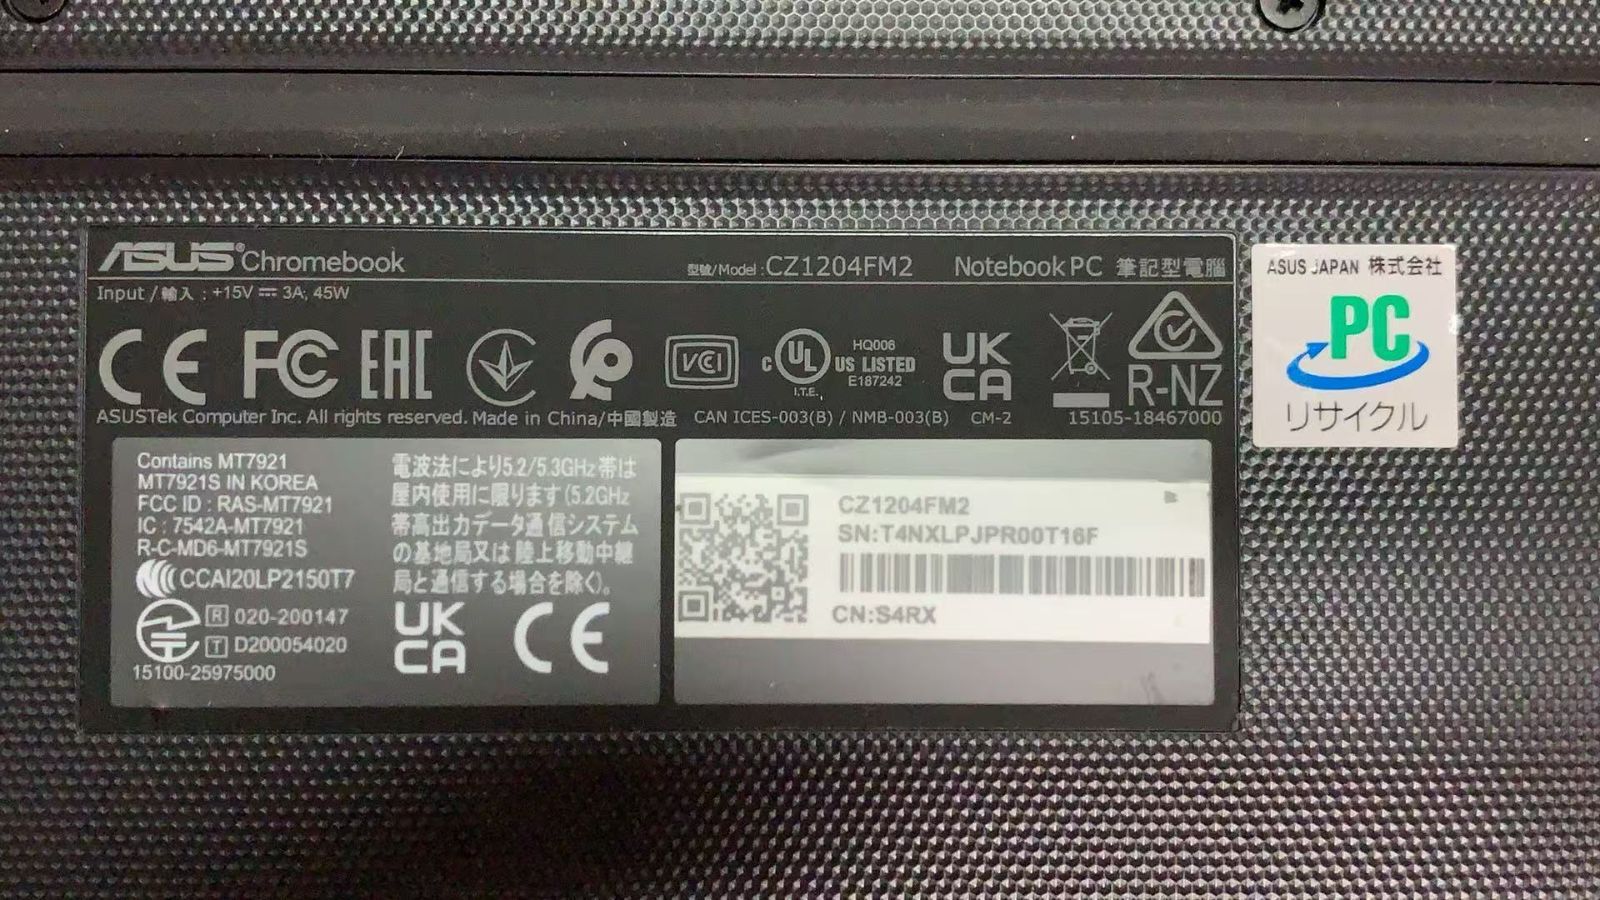 ASUS Chromebook 型號/Model : CZ1204FM2 Notebook PC 筆記型電腦
Input / 輸入 : +15V ⎓ 3A, 45W
CE FCC EAC VCI c UL US LISTED I.T.E. HQ006 E187242 UK CA R-NZ
ASUSTek Computer Inc. All rights reserved. Made in China/中國製造 CAN ICES-003(B) / NMB-003(B) CM-2 15105-18467000
Contains MT7921
MT7921S IN KOREA
FCC ID : RAS-MT7921
IC : 7542A-MT7921
R-C-MD6-MT7921S
CCAI20LP2150T7
R 020-200147
T D200054020
15100-25975000
電波法により5.2/5.3GHz帯は
屋内使用に限ります(5.2GHz
帯高出力データ通信システム
の基地局又は陸上移動中継
局と通信する場合を除く)。
UK
CA CE
CZ1204FM2
SN:T4NXLPJPR00T16F
CN:S4RX
ASUS JAPAN 株式会社
PC
リサイクル